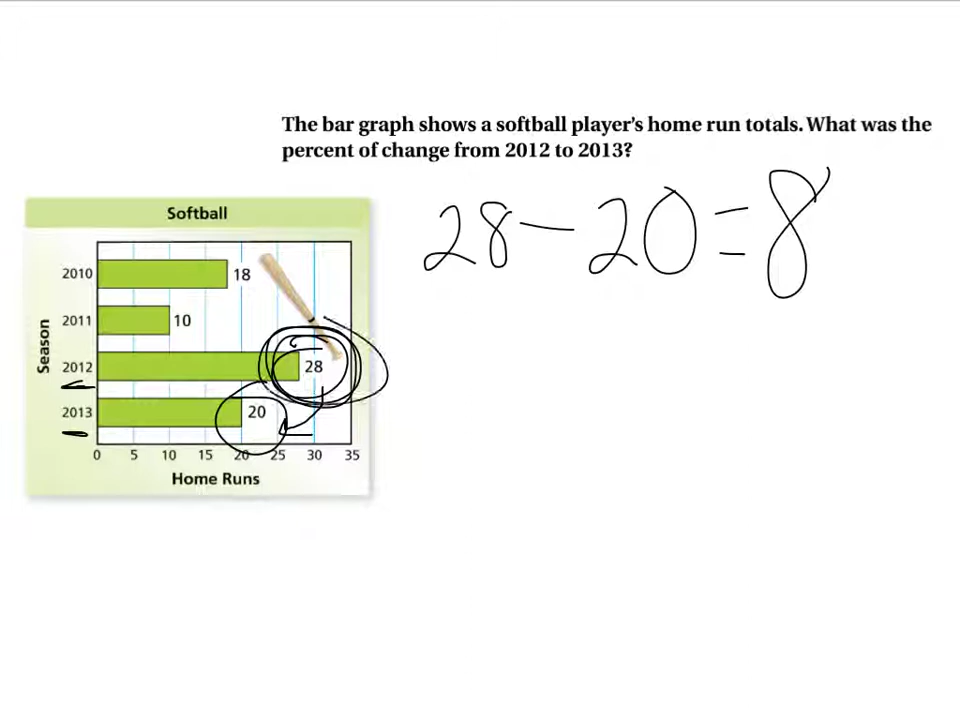 The bar graph shows a softball player's home run totals. What was the
percent of change from 2012 to 2013?
28 - 20 = 8
Softball
Season
2010 18
2011 10
2012 28
2013 20
0 5 10 15 20 25 30 35
Home Runs